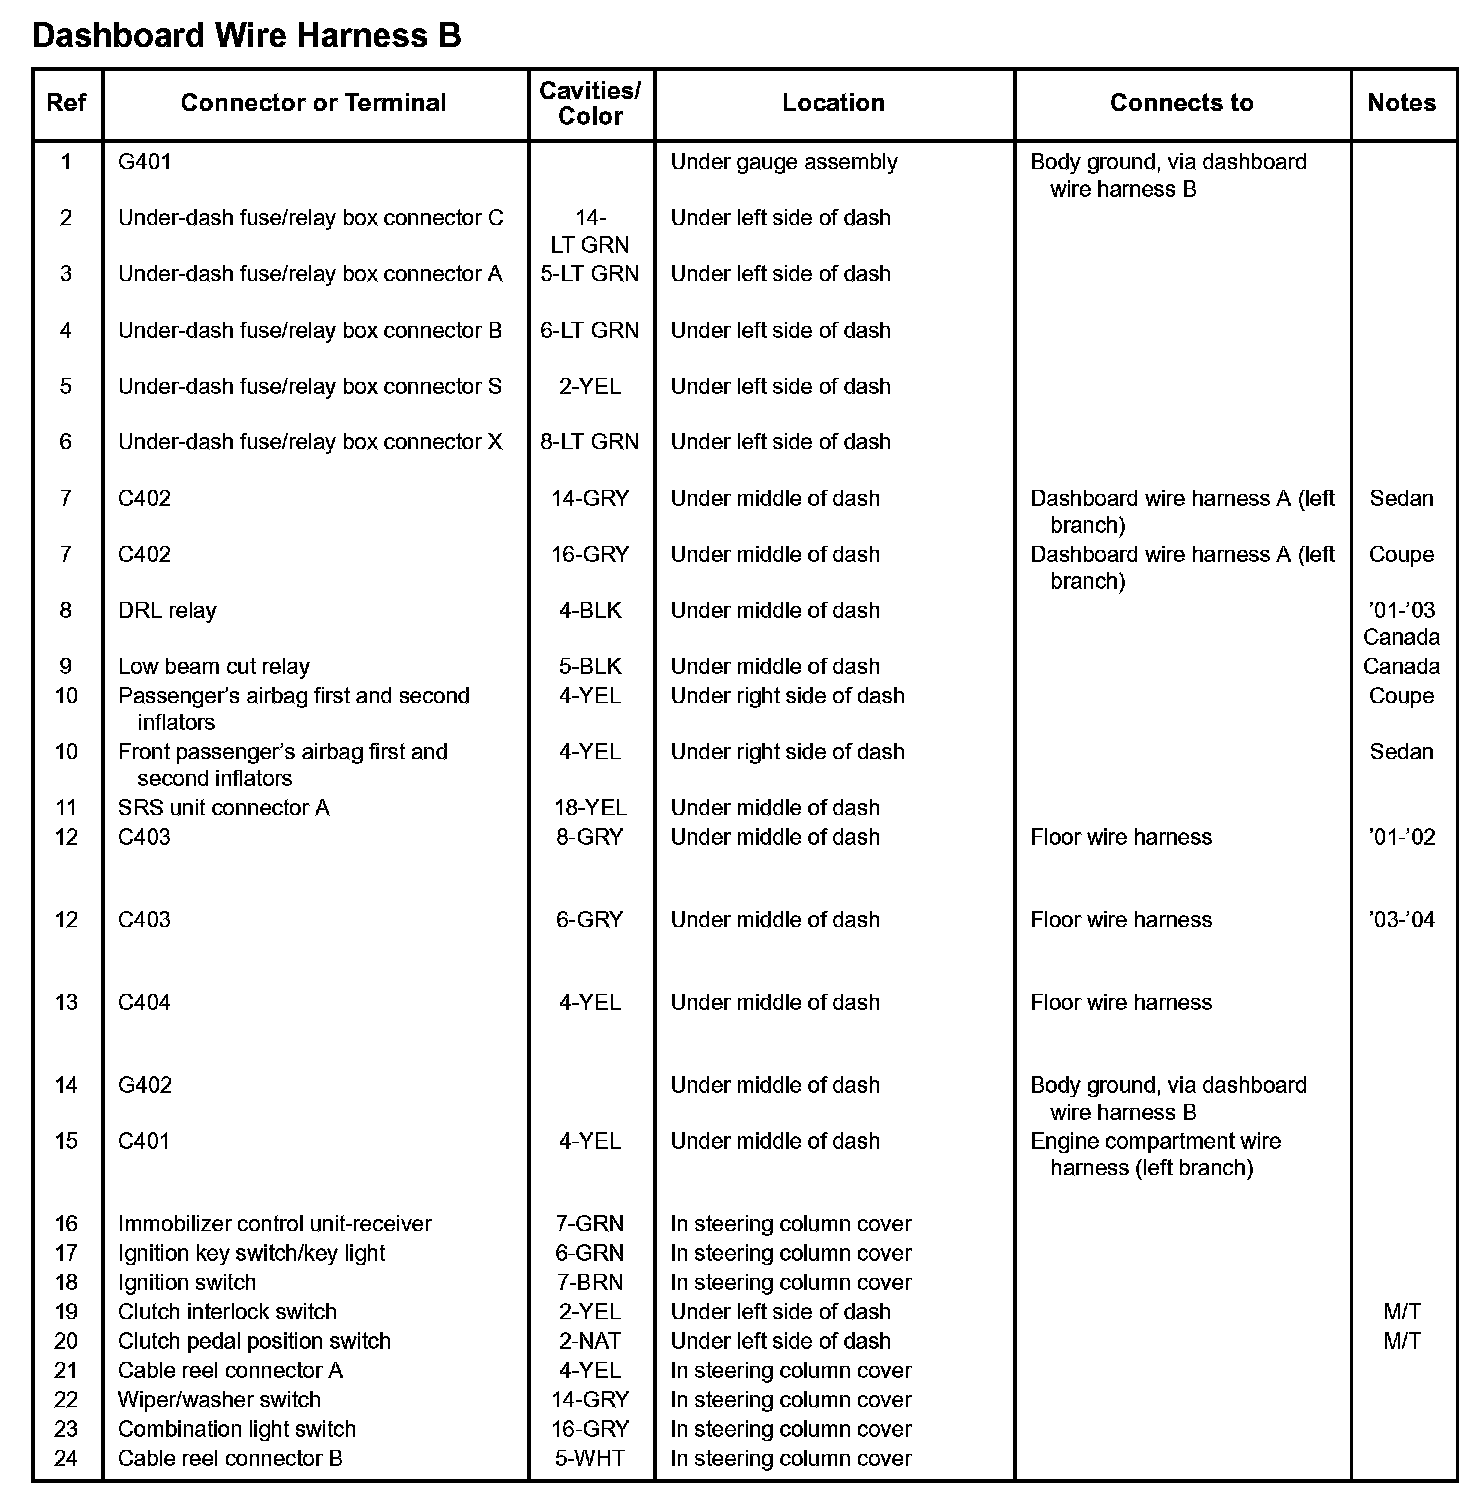 Dashboard Wire Harness B
Ref Connector or Terminal Cavities/ Color Location Connects to Notes
1 G401 Under gauge assembly Body ground, via dashboard
wire harness B
2 Under-dash fuse/relay box connector C 14- Under left side of dash
LT GRN
3 Under-dash fuse/relay box connector A 5-LT GRN Under left side of dash
4 Under-dash fuse/relay box connector B 6-LT GRN Under left side of dash
5 Under-dash fuse/relay box connector S 2-YEL Under left side of dash
6 Under-dash fuse/relay box connector X 8-LT GRN Under left side of dash
7 C402 14-GRY Under middle of dash Dashboard wire harness A (left Sedan
branch)
7 C402 16-GRY Under middle of dash Dashboard wire harness A (left Coupe
branch)
8 DRL relay 4-BLK Under middle of dash ’01-’03
Canada
9 Low beam cut relay 5-BLK Under middle of dash Canada
10 Passenger’s airbag first and second 4-YEL Under right side of dash Coupe
inflators
10 Front passenger’s airbag first and 4-YEL Under right side of dash Sedan
second inflators
11 SRS unit connector A 18-YEL Under middle of dash
12 C403 8-GRY Under middle of dash Floor wire harness ’01-’02
12 C403 6-GRY Under middle of dash Floor wire harness ’03-’04
13 C404 4-YEL Under middle of dash Floor wire harness
14 G402 Under middle of dash Body ground, via dashboard
wire harness B
15 C401 4-YEL Under middle of dash Engine compartment wire
harness (left branch)
16 Immobilizer control unit-receiver 7-GRN In steering column cover
17 Ignition key switch/key light 6-GRN In steering column cover
18 Ignition switch 7-BRN In steering column cover
19 Clutch interlock switch 2-YEL Under left side of dash M/T
20 Clutch pedal position switch 2-NAT Under left side of dash M/T
21 Cable reel connector A 4-YEL In steering column cover
22 Wiper/washer switch 14-GRY In steering column cover
23 Combination light switch 16-GRY In steering column cover
24 Cable reel connector B 5-WHT In steering column cover